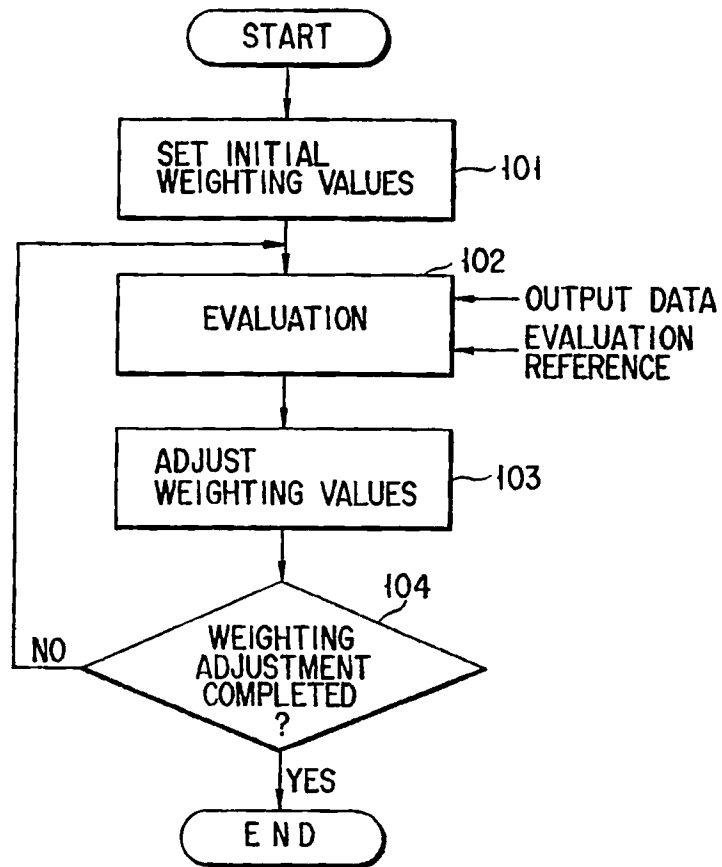 START
SET INITIAL
WEIGHTING VALUES
101
102
EVALUATION
OUTPUT DATA
EVALUATION
REFERENCE
ADJUST
WEIGHTING VALUES
103
104
WEIGHTING
ADJUSTMENT
COMPLETED
?
NO
YES
END